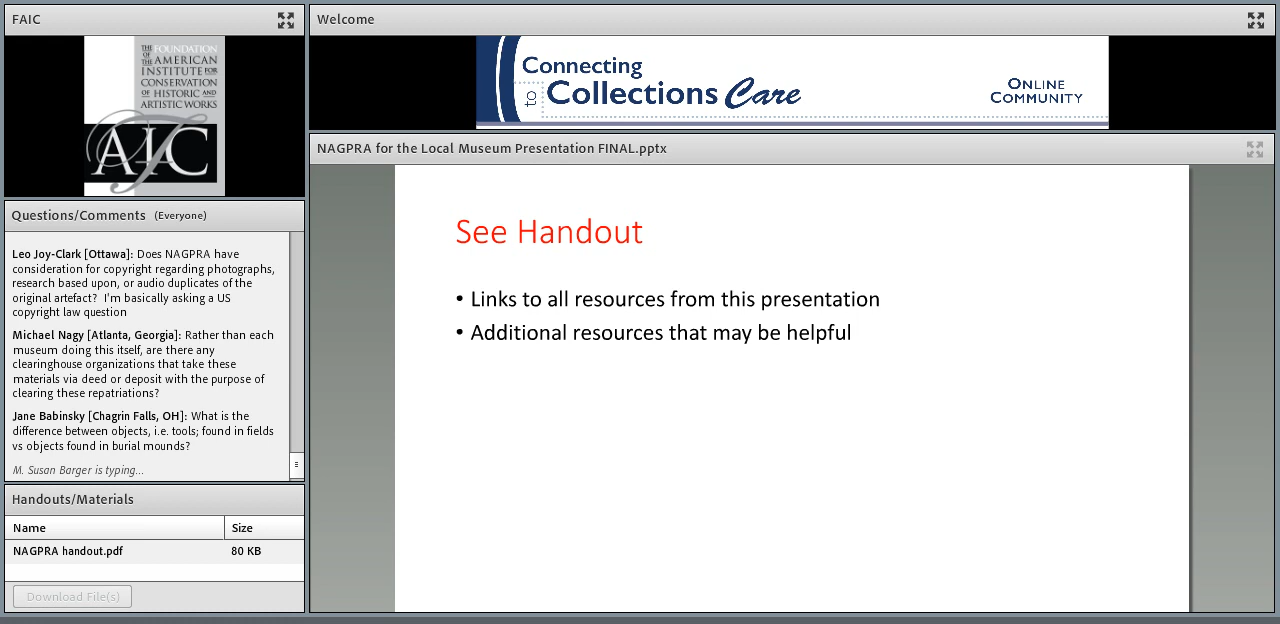 FAIC
THE FOUNDATION
OF THE AMERICAN
INSTITUTE FOR
CONSERVATION
OF HISTORIC AND
ARTISTIC WORKS
FAIC
Questions/Comments (Everyone)
Leo Joy-Clark [Ottawa]: Does NAGPRA have
consideration for copyright regarding photographs,
research based upon, or audio duplicates of the
original artefact?  I'm basically asking a US
copyright law question
Michael Nagy [Atlanta, Georgia]: Rather than each
museum doing this itself, are there any
clearinghouse organizations that take these
materials via deed or deposit with the purpose of
clearing these repatriations?
Jane Babinsky [Chagrin Falls, OH]: What is the
difference between objects, i.e. tools; found in fields
vs objects found in burial mounds?
M. Susan Barger is typing...
Handouts/Materials
Name Size
NAGPRA handout.pdf 80 KB
Download File(s)
Welcome
Connecting
to Collections Care
ONLINE
COMMUNITY
NAGPRA for the Local Museum Presentation FINAL.pptx
See Handout
• Links to all resources from this presentation
• Additional resources that may be helpful